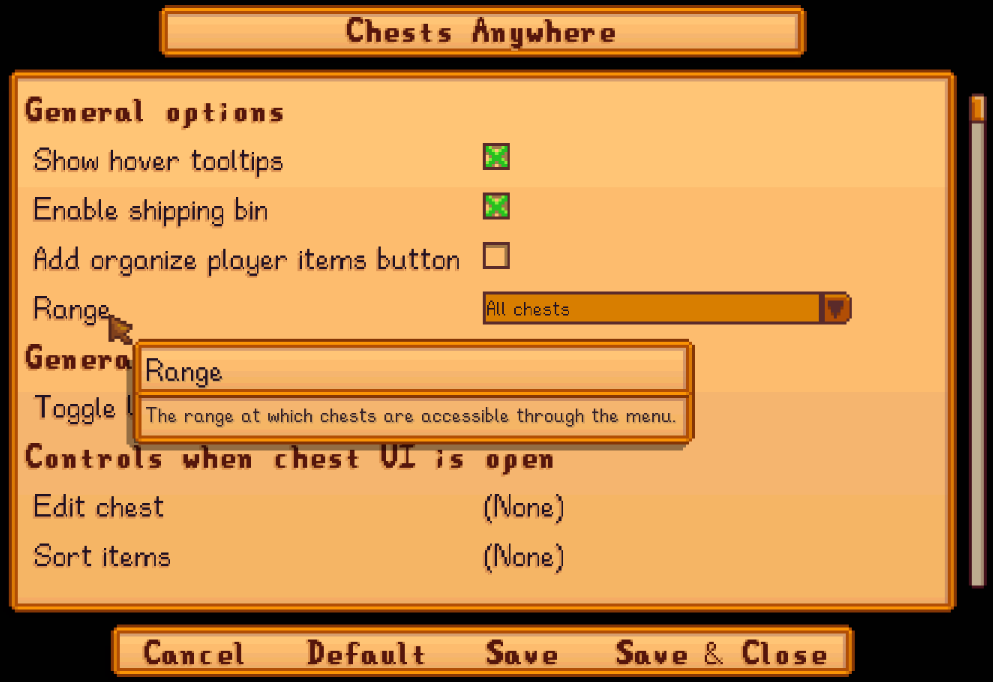 Chests Anywhere
General options
Show hover tooltips
Enable shipping bin
Add organize player items button
Range All chests
Genera
Range
Toggle
The range at which chests are accessible through the menu.
Controls when chest UI is open
Edit chest (None)
Sort items (None)
Cancel Default Save Save & Close